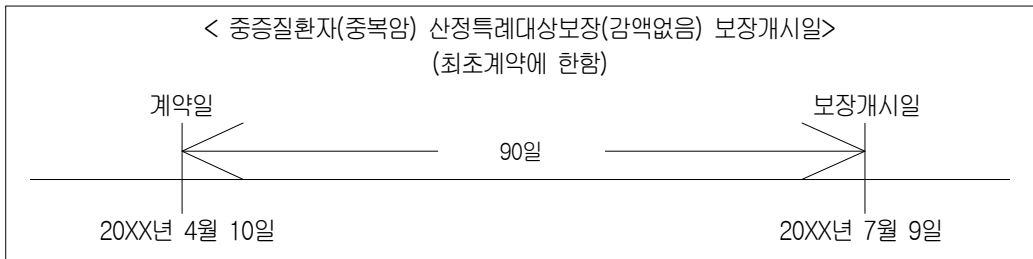 < 중증질환자(중복암) 산정특례대상보장(감액없음) 보장개시일>
(최초계약에 한함)
계약일 보장개시일
90일
20XX년 4월 10일 20XX년 7월 9일